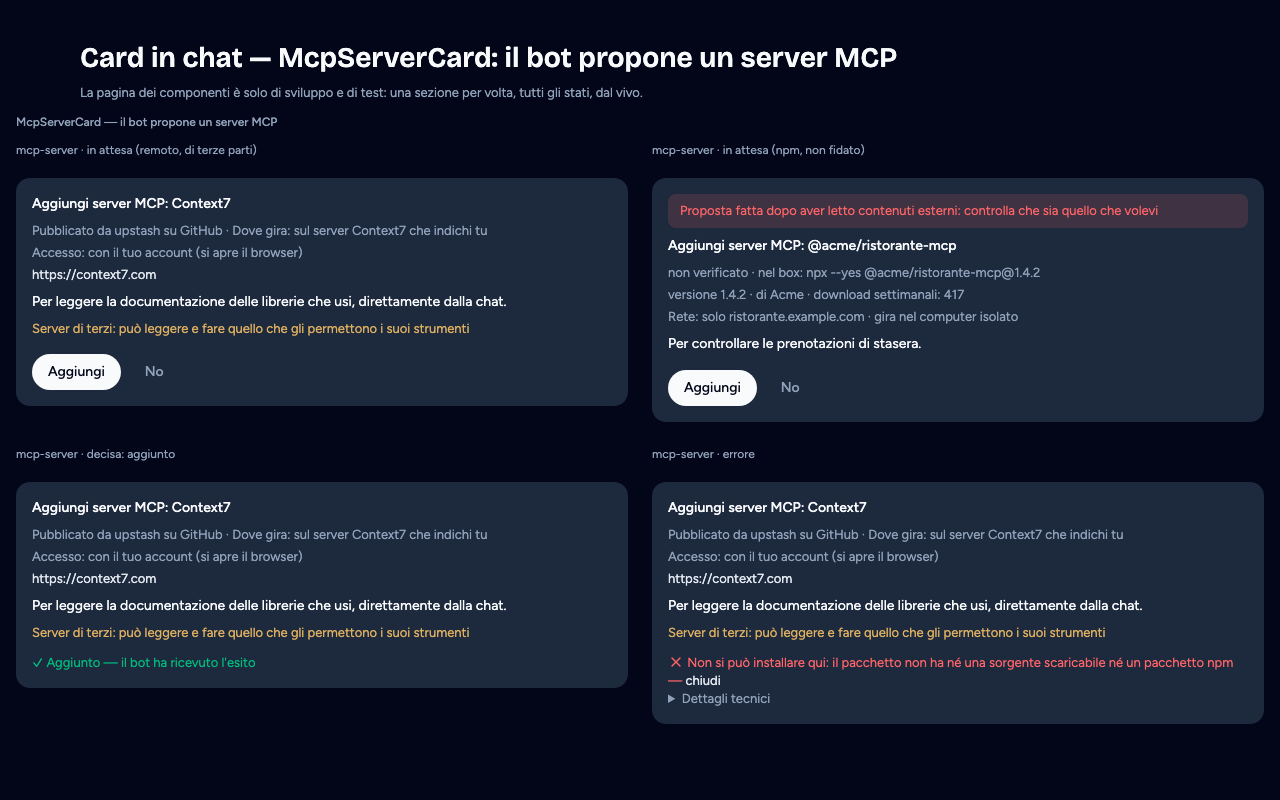 Card in chat — McpServerCard: il bot propone un server MCP
La pagina dei componenti è solo di sviluppo e di test: una sezione per volta, tutti gli stati, dal vivo.
McpServerCard — il bot propone un server MCP
mcp-server · in attesa (remoto, di terze parti)
Aggiungi server MCP: Context7
Pubblicato da upstash su GitHub · Dove gira: sul server Context7 che indichi tu
Accesso: con il tuo account (si apre il browser)
https://context7.com
Per leggere la documentazione delle librerie che usi, direttamente dalla chat.
Server di terzi: può leggere e fare quello che gli permettono i suoi strumenti
Aggiungi No
mcp-server · in attesa (npm, non fidato)
Proposta fatta dopo aver letto contenuti esterni: controlla che sia quello che volevi
Aggiungi server MCP: @acme/ristorante-mcp
non verificato · nel box: npx --yes @acme/ristorante-mcp@1.4.2
versione 1.4.2 · di Acme · download settimanali: 417
Rete: solo ristorante.example.com · gira nel computer isolato
Per controllare le prenotazioni di stasera.
Aggiungi No
mcp-server · decisa: aggiunto
Aggiungi server MCP: Context7
Pubblicato da upstash su GitHub · Dove gira: sul server Context7 che indichi tu
Accesso: con il tuo account (si apre il browser)
https://context7.com
Per leggere la documentazione delle librerie che usi, direttamente dalla chat.
Server di terzi: può leggere e fare quello che gli permettono i suoi strumenti
✓ Aggiunto — il bot ha ricevuto l'esito
mcp-server · errore
Aggiungi server MCP: Context7
Pubblicato da upstash su GitHub · Dove gira: sul server Context7 che indichi tu
Accesso: con il tuo account (si apre il browser)
https://context7.com
Per leggere la documentazione delle librerie che usi, direttamente dalla chat.
Server di terzi: può leggere e fare quello che gli permettono i suoi strumenti
✕ Non si può installare qui: il pacchetto non ha né una sorgente scaricabile né un pacchetto npm
— chiudi
▶ Dettagli tecnici